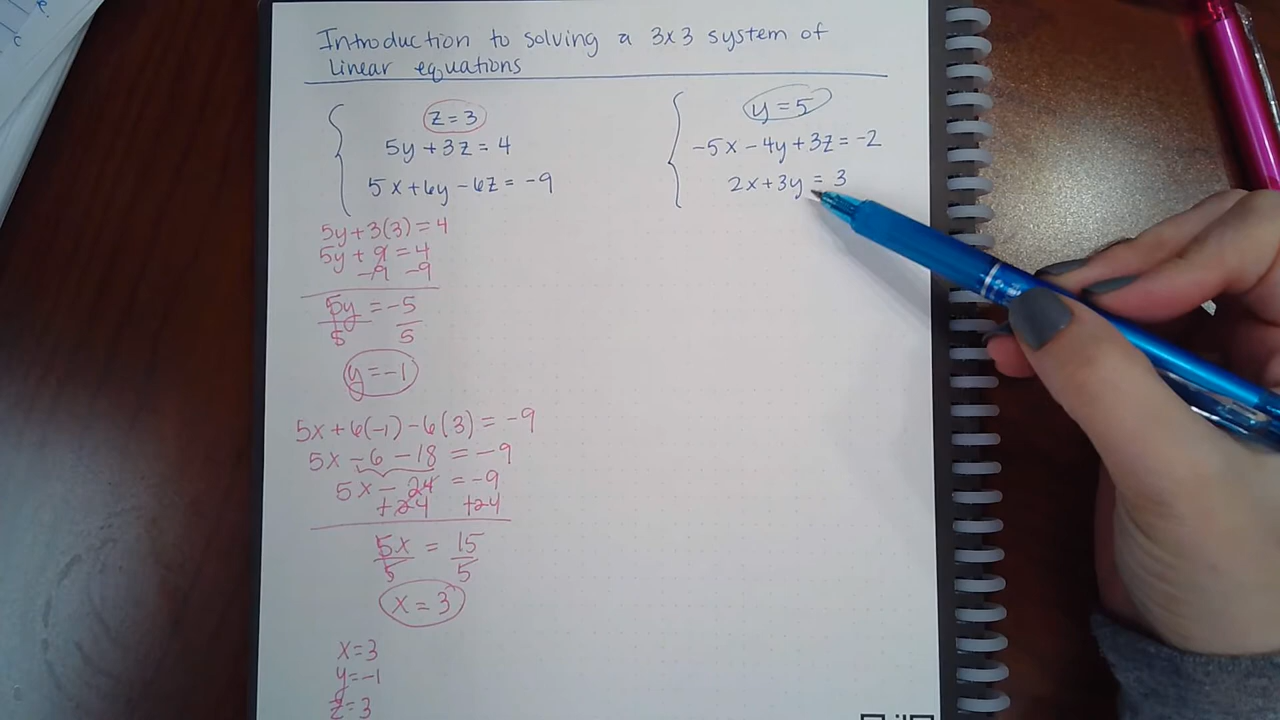 Introduction to solving a 3x3 system of
linear equations
z = 3
5y + 3z = 4
5x + 6y - 6z = -9
5y + 3(3) = 4
5y + 9 = 4
-9 -9
5y = -5
5 5
y = -1
5x + 6(-1) - 6(3) = -9
5x - 6 - 18 = -9
5x - 24 = -9
+24 +24
5x = 15
5 5
x = 3
x = 3
y = -1
z = 3
y = 5
-5x - 4y + 3z = -2
2x + 3y = 3